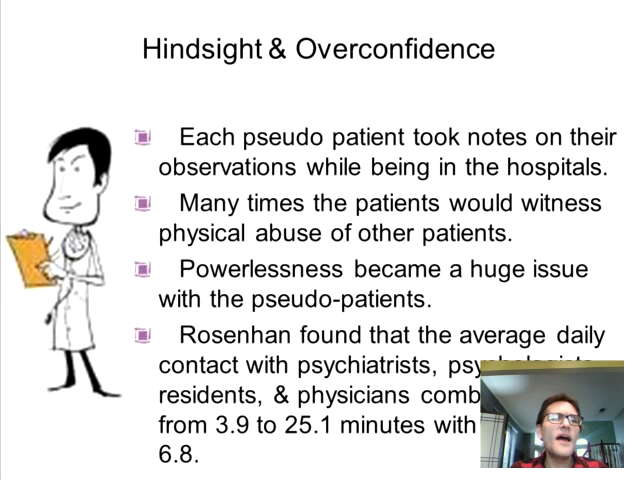 Hindsight & Overconfidence
Each pseudo patient took notes on their
observations while being in the hospitals.
Many times the patients would witness
physical abuse of other patients.
Powerlessness became a huge issue
with the pseudo-patients.
Rosenhan found that the average daily
contact with psychiatrists,
residents, & physicians
from 3.9 to 25.1 minutes with
6.8.